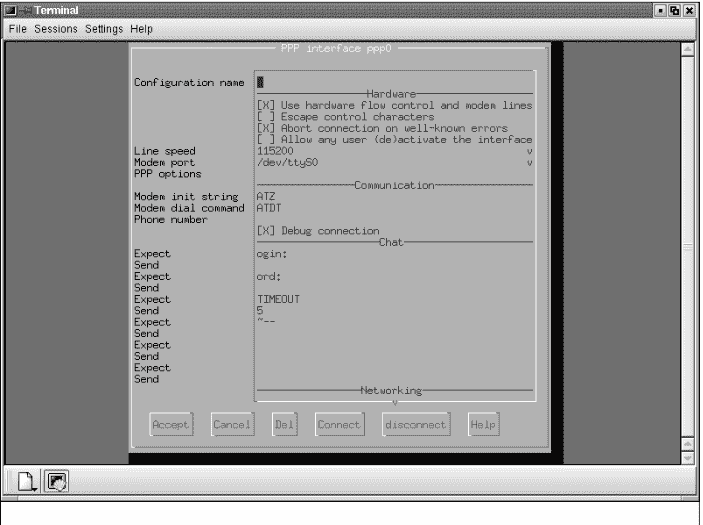 Terminal
File Sessions Settings Help
PPP interface ppp0
Configuration name
Hardware
[X] Use hardware flow control and modem lines
[ ] Escape control characters
[X] Abort connection on well-known errors
[ ] Allow any user (de)activate the interface
Line speed 115200 v
Modem port /dev/ttyS0 v
PPP options
Communication
Modem init string ATZ
Modem dial command ATDT
Phone number
[X] Debug connection
Chat
Expect ogin:
Send
Expect ord:
Send
Expect TIMEOUT
Send 5
Expect ~--
Send
Expect
Send
Expect
Send
Networking
v
Accept Cancel Del Connect disconnect Help